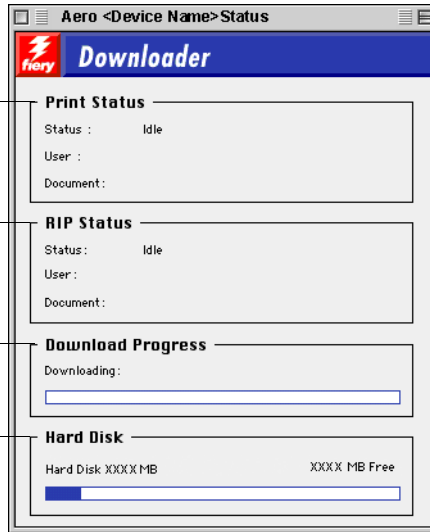 Aero <Device Name>Status
fiery Downloader
Print Status
Status : Idle
User :
Document:
RIP Status
Status: Idle
User :
Document:
Download Progress
Downloading:
Hard Disk
Hard Disk XXXX MB XXXX MB Free